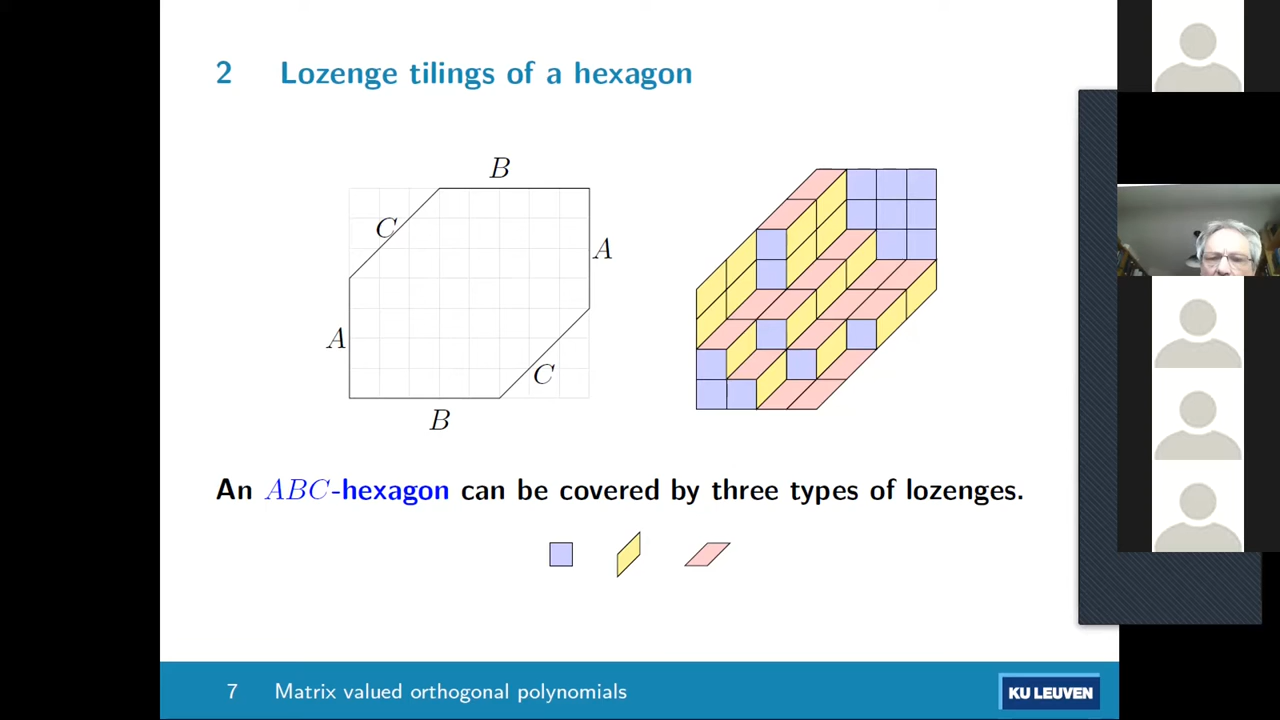 2 Lozenge tilings of a hexagon
B
C
A
A
C
B
An ABC-hexagon can be covered by three types of lozenges.
7 Matrix valued orthogonal polynomials
KU LEUVEN